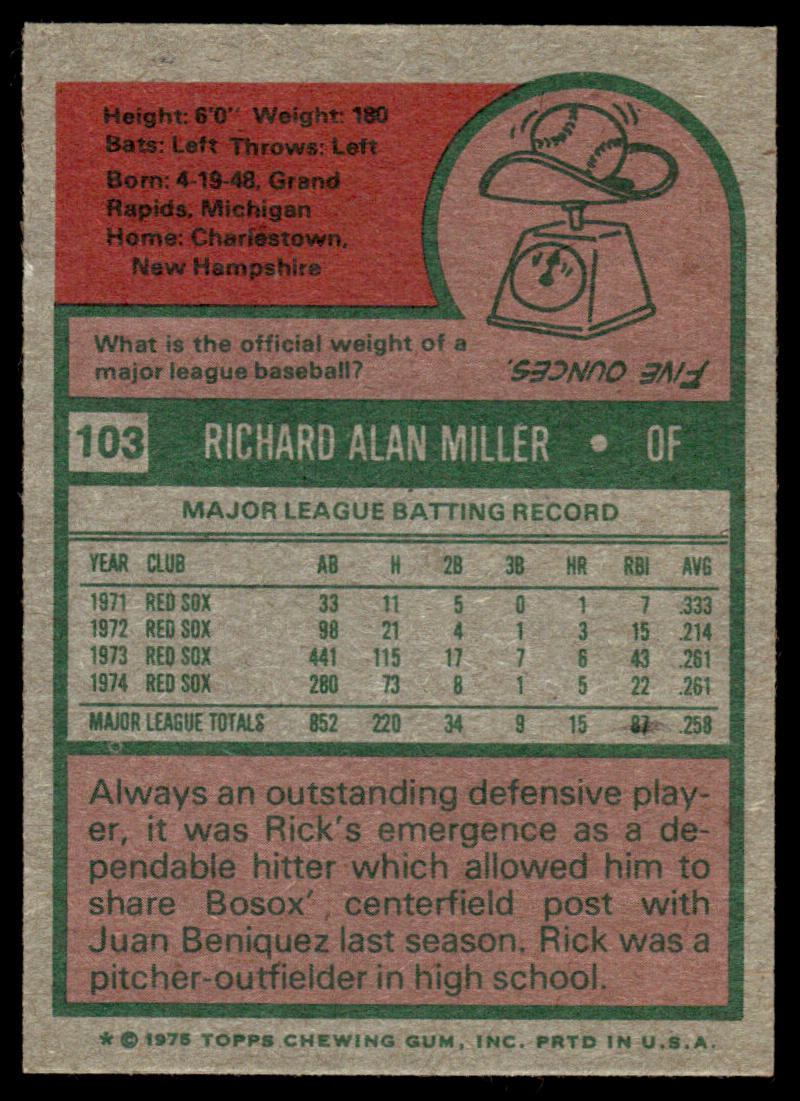 Height: 6'0" Weight: 180
Bats: Left Throws: Left
Born: 4-19-48, Grand
Rapids, Michigan
Home: Charlestown,
New Hampshire
What is the official weight of a
major league baseball?
FIVE OUNCES.
103 RICHARD ALAN MILLER • OF
MAJOR LEAGUE BATTING RECORD
YEAR CLUB AB H 2B 3B HR RBI AVG
1971 RED SOX 33 11 5 0 1 7 .333
1972 RED SOX 98 21 4 1 3 15 .214
1973 RED SOX 441 115 17 7 6 43 .261
1974 RED SOX 280 73 8 1 5 22 .261
MAJOR LEAGUE TOTALS 852 220 34 9 15 87 .258
Always an outstanding defensive play-
er, it was Rick's emergence as a de-
pendable hitter which allowed him to
share Bosox' centerfield post with
Juan Beniquez last season. Rick was a
pitcher-outfielder in high school.
* © 1975 TOPPS CHEWING GUM, INC. PRTD IN U.S.A.